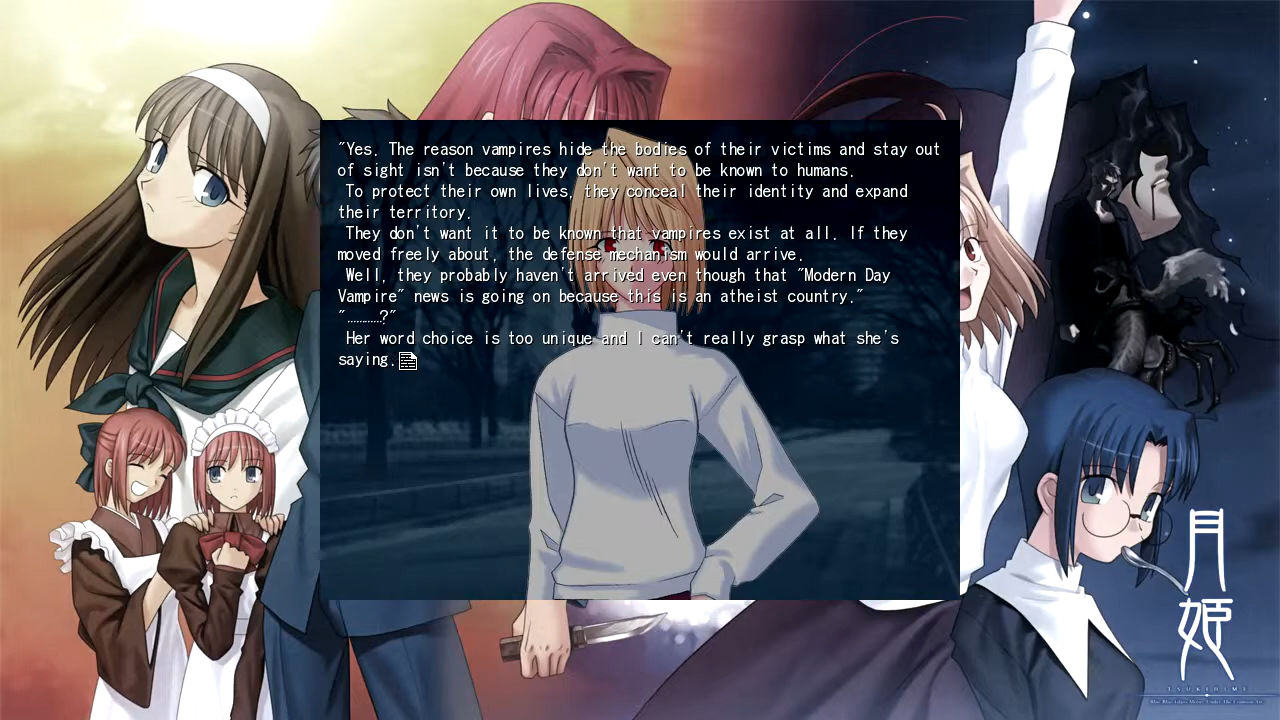 "Yes. The reason vampires hide the bodies of their victims and stay out
of sight isn't because they don't want to be known to humans.
To protect their own lives, they conceal their identity and expand
their territory.
They don't want it to be known that vampires exist at all. If they
moved freely about, the defense mechanism would arrive.
Well, they probably haven't arrived even though that "Modern Day
Vampire" news is going on because this is an atheist country."
"…………?"
Her word choice is too unique and I can't really grasp what she's
saying.
月姫
TSUKIHIME